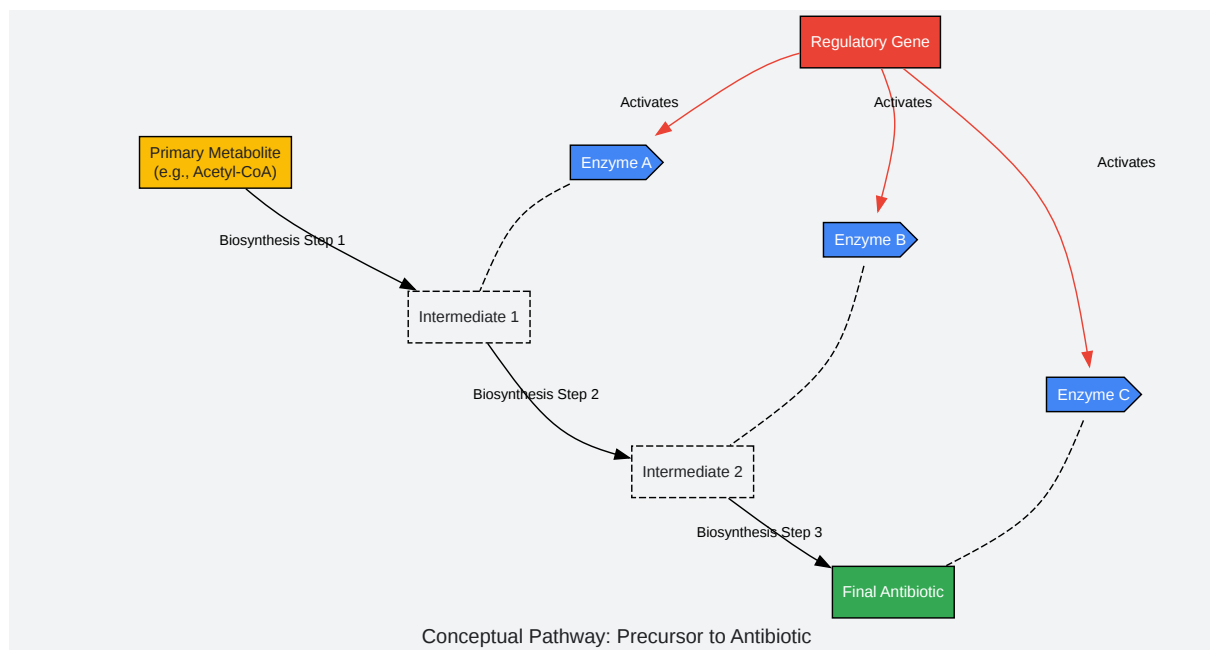 Regulatory Gene
Activates
Activates
Primary Metabolite
(e.g., Acetyl-CoA)
Enzyme A
Activates
Biosynthesis Step 1
Enzyme B
Intermediate 1
Biosynthesis Step 2
Enzyme C
Intermediate 2
Biosynthesis Step 3
Final Antibiotic
Conceptual Pathway: Precursor to Antibiotic